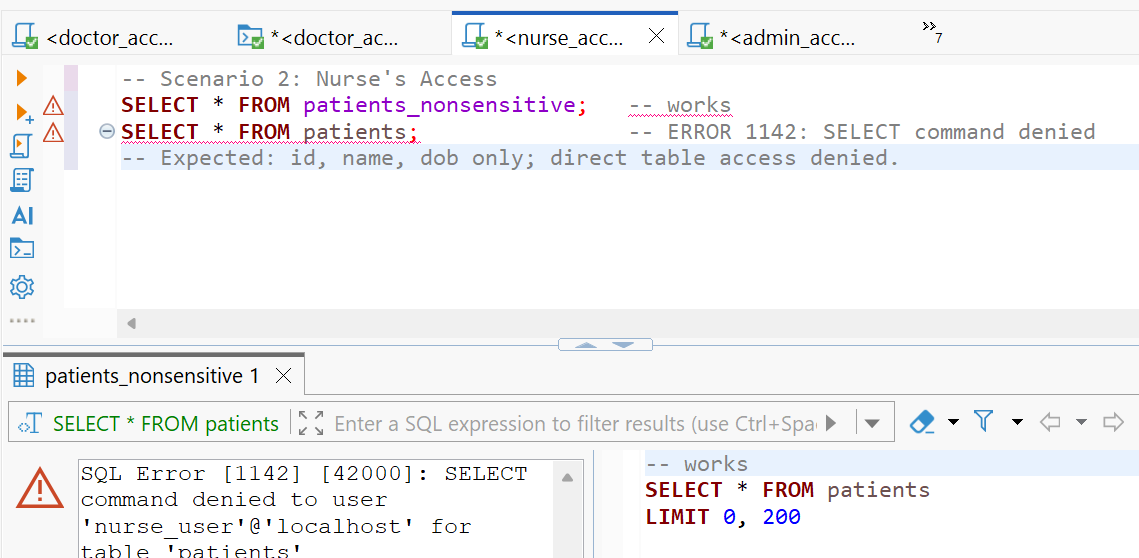 <doctor_acc...
*<doctor_ac...
*<nurse_acc...
*<admin_acc...
»7
-- Scenario 2: Nurse's Access
SELECT * FROM patients_nonsensitive; -- works
SELECT * FROM patients; -- ERROR 1142: SELECT command denied
-- Expected: id, name, dob only; direct table access denied.
AI
patients_nonsensitive 1
SELECT * FROM patients
Enter a SQL expression to filter results (use Ctrl+Spa
SQL Error [1142] [42000]: SELECT
command denied to user
'nurse_user'@'localhost' for
table 'patients'
-- works
SELECT * FROM patients
LIMIT 0, 200